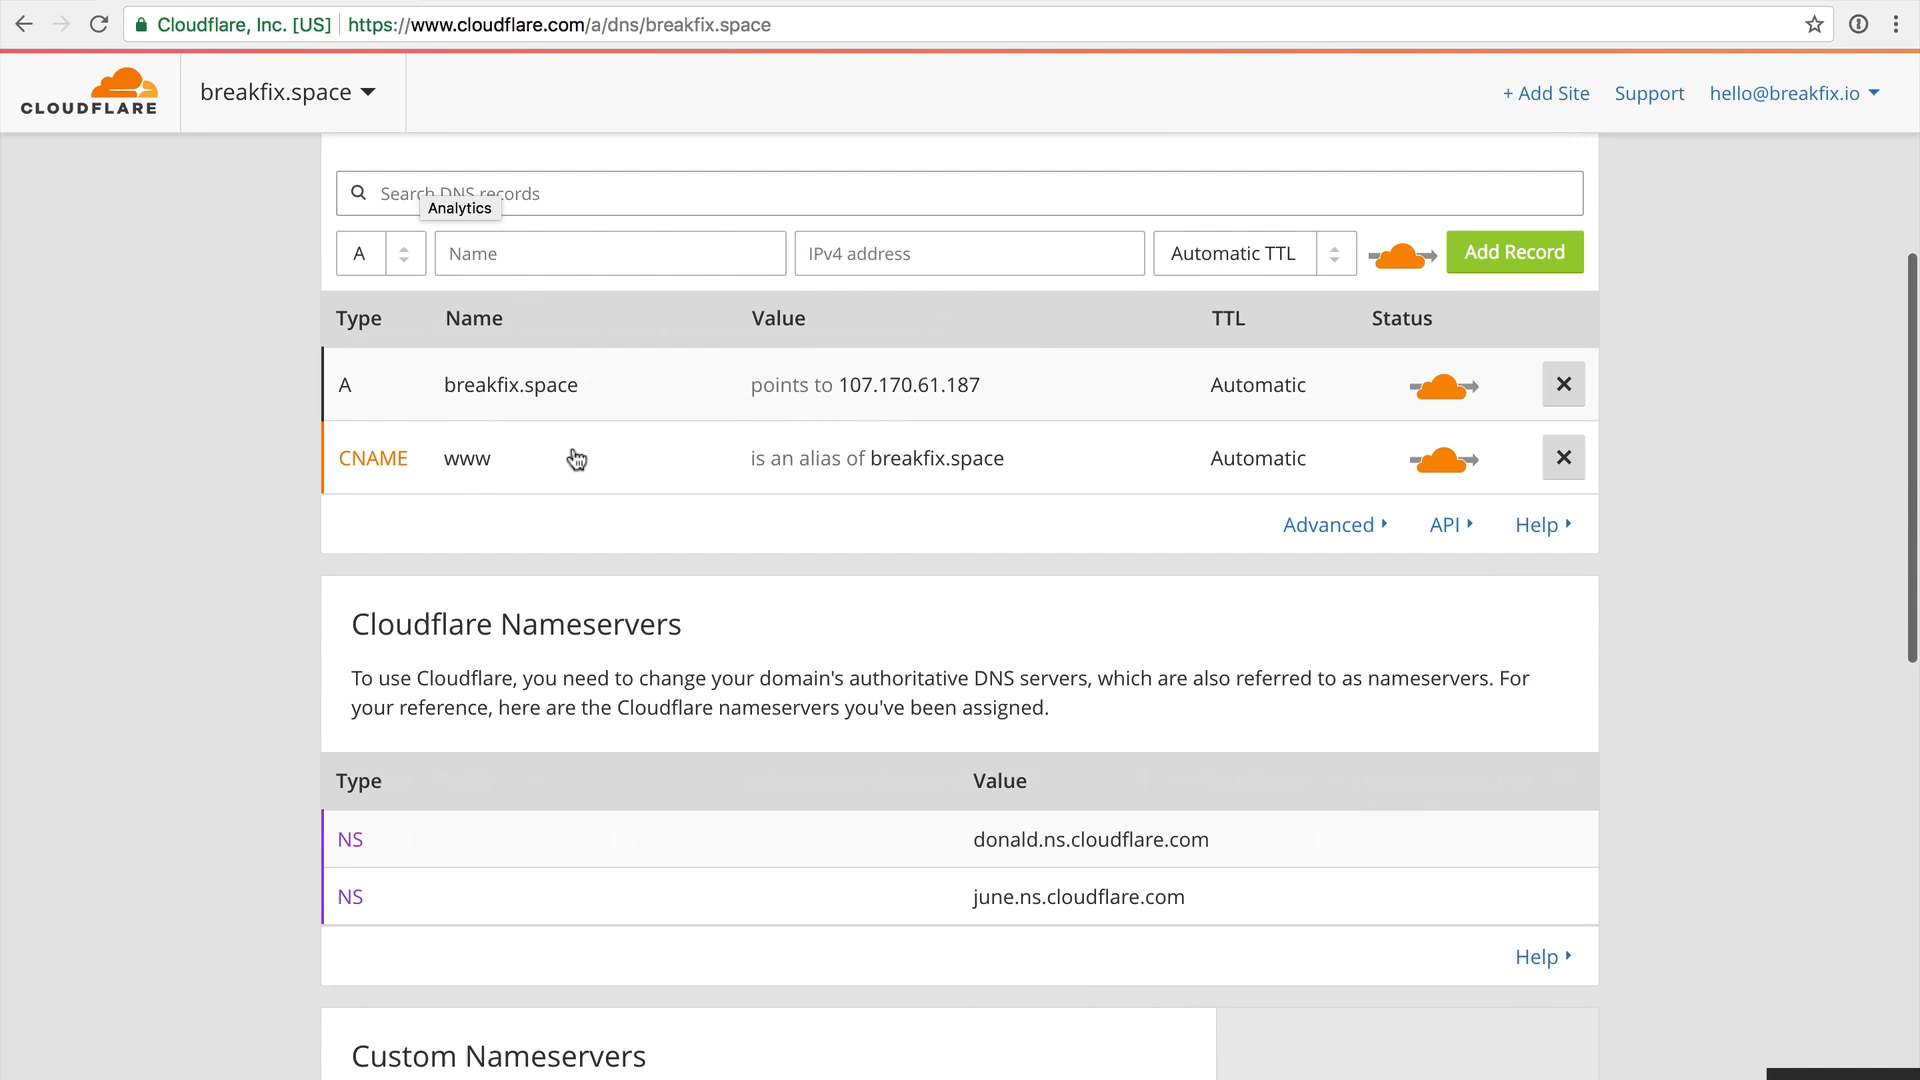 Cloudflare, Inc. [US] https://www.cloudflare.com/a/dns/breakfix.space
CLOUDFLARE breakfix.space + Add Site Support hello@breakfix.io
Search DNS records
Analytics
A Name IPv4 address Automatic TTL Add Record
Type Name Value TTL Status
A breakfix.space points to 107.170.61.187 Automatic
CNAME www is an alias of breakfix.space Automatic
Advanced API Help
Cloudflare Nameservers
To use Cloudflare, you need to change your domain's authoritative DNS servers, which are also referred to as nameservers. For
your reference, here are the Cloudflare nameservers you've been assigned.
Type Value
NS donald.ns.cloudflare.com
NS june.ns.cloudflare.com
Help
Custom Nameservers